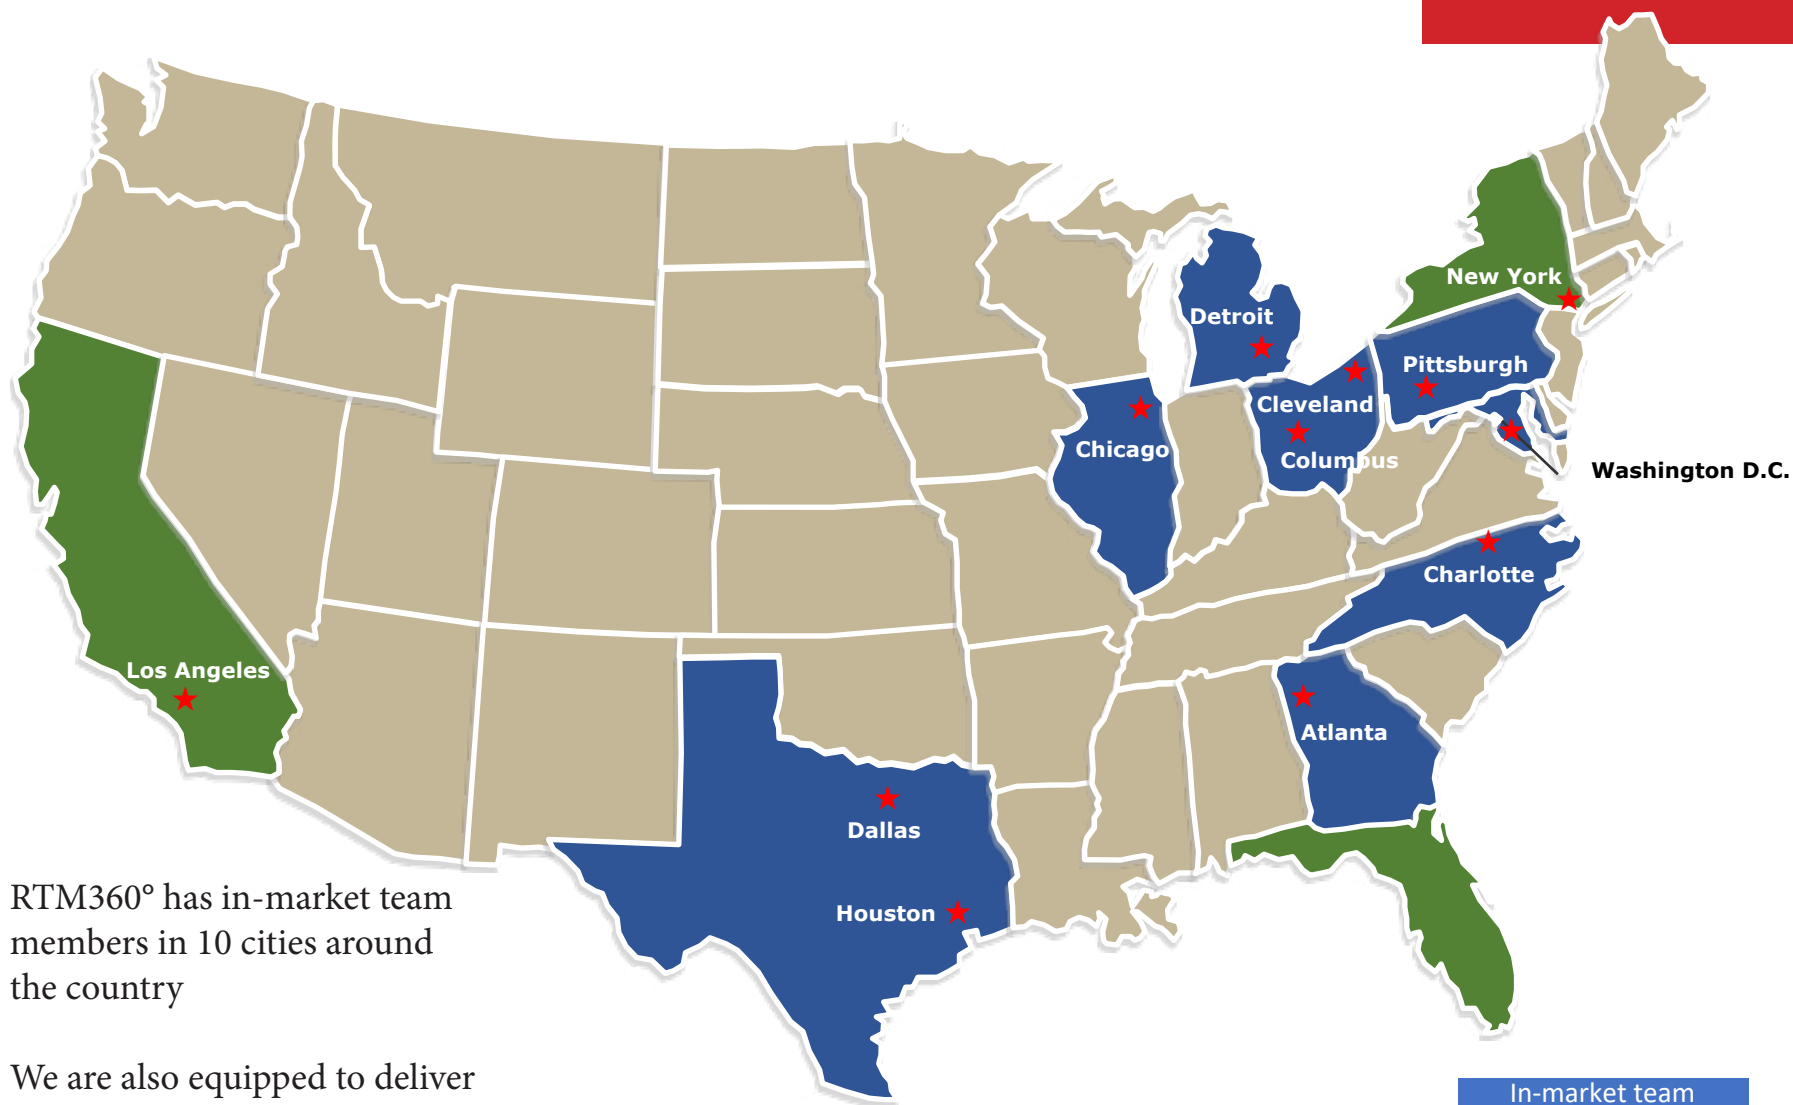 New York
Detroit
Pittsburgh
Cleveland
Chicago
Columbus
Washington D.C.
Charlotte
Los Angeles
Atlanta
Dallas
Houston
RTM360° has in-market team
members in 10 cities around
the country
We are also equipped to deliver
In-market team